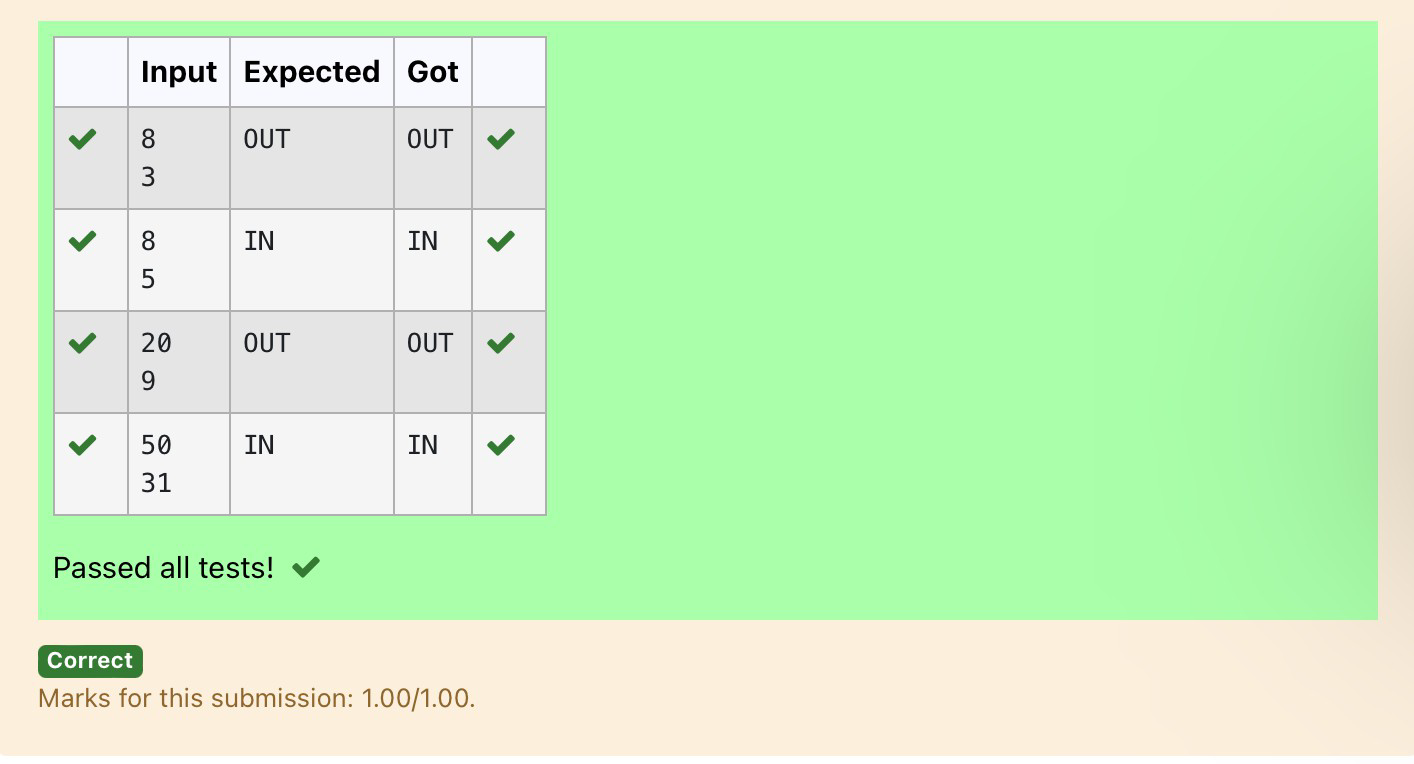 Input Expected Got
8 OUT OUT
3
8 IN IN
5
20 OUT OUT
9
50 IN IN
31
Passed all tests!
Correct
Marks for this submission: 1.00/1.00.